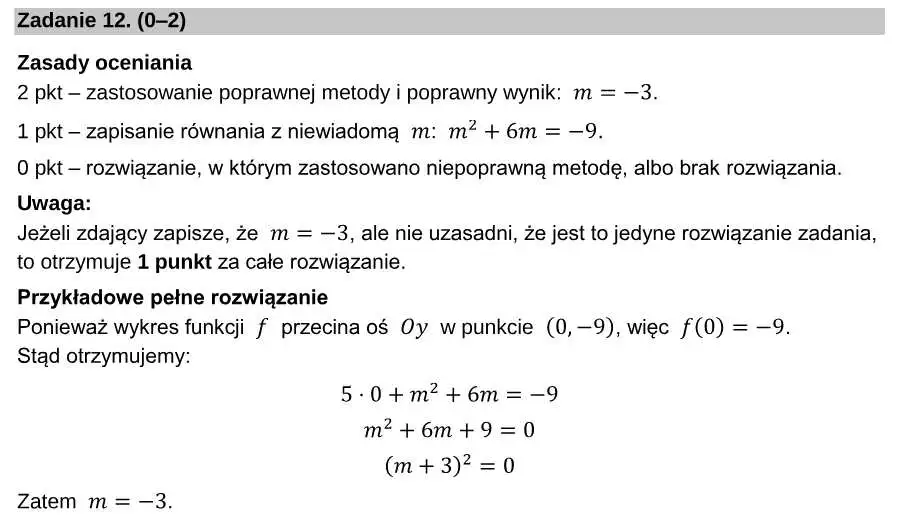 Zadanie 12. (0–2)
Zasady oceniania
2 pkt – zastosowanie poprawnej metody i poprawny wynik: m = −3.
1 pkt – zapisanie równania z niewiadomą m: m² + 6m = −9.
0 pkt – rozwiązanie, w którym zastosowano niepoprawną metodę, albo brak rozwiązania.
Uwaga:
Jeżeli zdający zapisze, że m = −3, ale nie uzasadni, że jest to jedyne rozwiązanie zadania,
to otrzymuje 1 punkt za całe rozwiązanie.
Przykładowe pełne rozwiązanie
Ponieważ wykres funkcji f przecina oś Oy w punkcie (0, −9), więc f(0) = −9.
Stąd otrzymujemy:
5 · 0 + m² + 6m = −9
m² + 6m + 9 = 0
(m + 3)² = 0
Zatem m = −3.